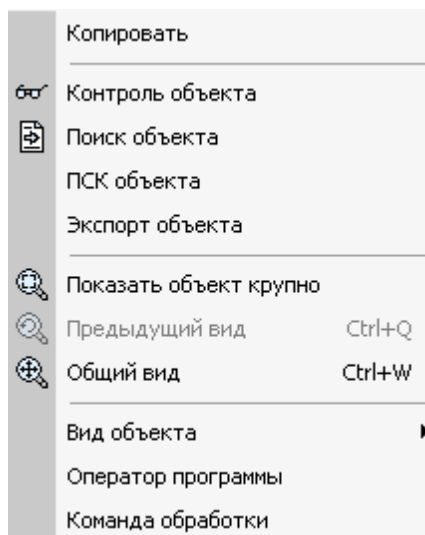 Копировать
Контроль объекта
Поиск объекта
ПСК объекта
Экспорт объекта
Показать объект крупно
Предыдущий вид Ctrl+Q
Общий вид Ctrl+W
Вид объекта
Оператор программы
Команда обработки